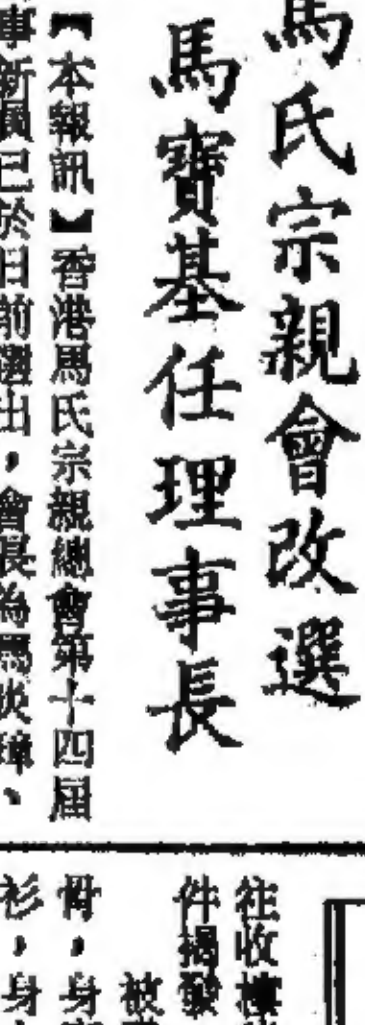 馬氏宗親會改選
馬寶基任理事長
【本報訊】香港馬氏宗親總會第十四屆
事新屆已於日前選出，會長為馬
往收樓
件揭發
被
骨，身
衫，身